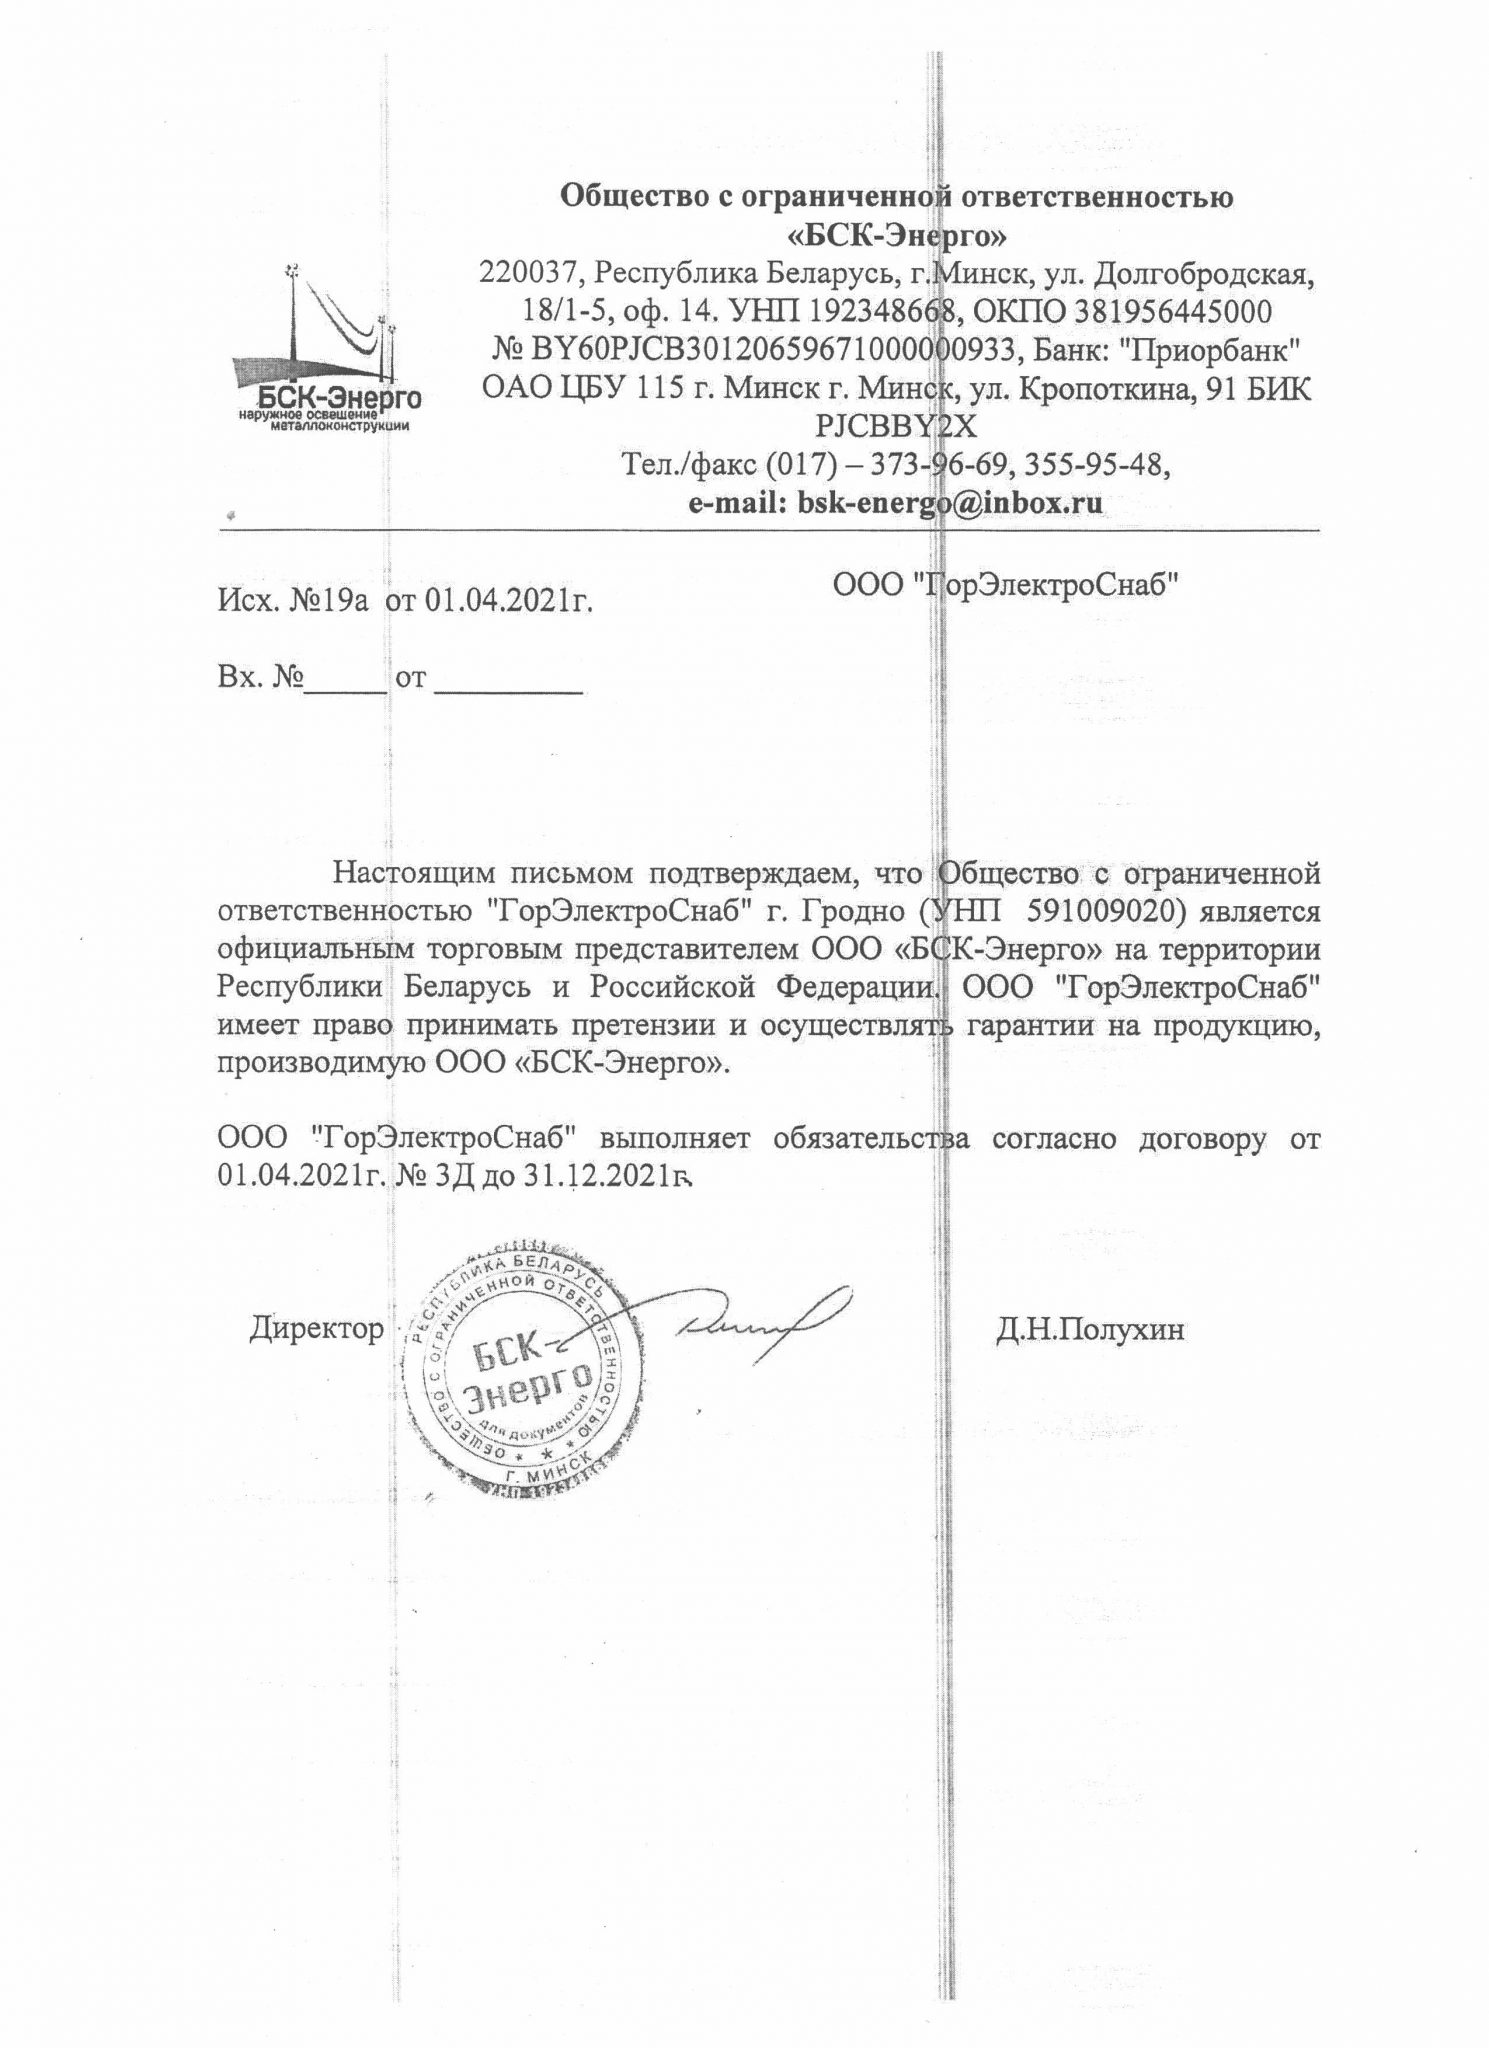 Общество с ограниченной ответственностью
«БСК-Энерго»
220037, Республика Беларусь, г.Минск, ул. Долгобродская,
18/1-5, оф. 14. УНП 192348668, ОКПО 381956445000
№ BY60PJCB30120659671000000933, Банк: "Приорбанк"
ОАО ЦБУ 115 г. Минск г. Минск, ул. Кропоткина, 91 БИК
PJCBBY2X
Тел./факс (017) – 373-96-69, 355-95-48,
e-mail: bsk-energo@inbox.ru
БСК-Энерго
наружное освещение
металлоконструкции
Исх. №19а от 01.04.2021г.
ООО "ГорЭлектроСнаб"
Вх. №_____ от _________
Настоящим письмом подтверждаем, что Общество с ограниченной
ответственностью "ГорЭлектроСнаб" г. Гродно (УНП 591009020) является
официальным торговым представителем ООО «БСК-Энерго» на территории
Республики Беларусь и Российской Федерации. ООО "ГорЭлектроСнаб"
имеет право принимать претензии и осуществлять гарантии на продукцию,
производимую ООО «БСК-Энерго».
ООО "ГорЭлектроСнаб" выполняет обязательства согласно договору от
01.04.2021г. № 3Д до 31.12.2021г.
Директор
Д.Н.Полухин
РЕСПУБЛИКА БЕЛАРУСЬ
ОБЩЕСТВО С ОГРАНИЧЕННОЙ ОТВЕТСТВЕННОСТЬЮ
БСК-
Энерго
для документов
Г. МИНСК